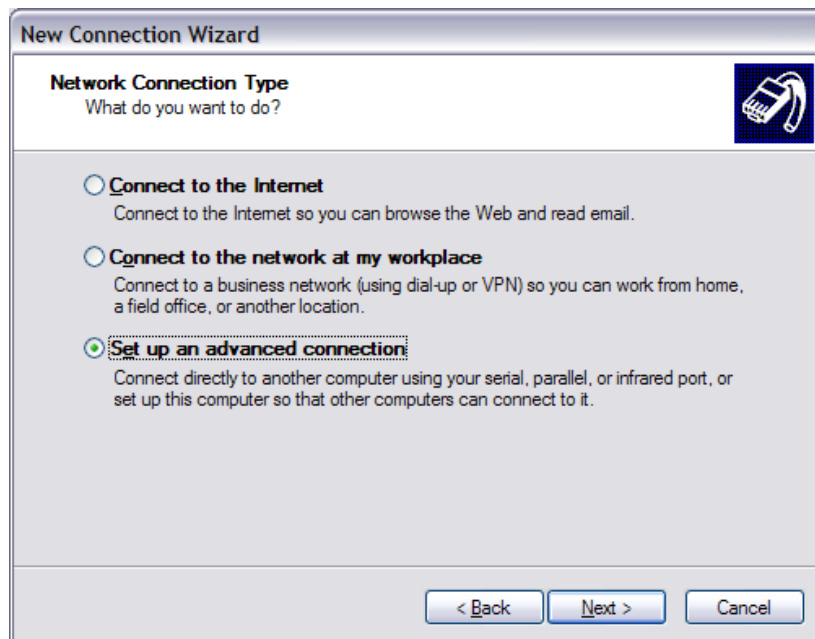 New Connection Wizard
Network Connection Type
What do you want to do?
Connect to the Internet
Connect to the Internet so you can browse the Web and read email.
Connect to the network at my workplace
Connect to a business network (using dial-up or VPN) so you can work from home,
a field office, or another location.
Set up an advanced connection
Connect directly to another computer using your serial, parallel, or infrared port, or
set up this computer so that other computers can connect to it.
< Back Next > Cancel